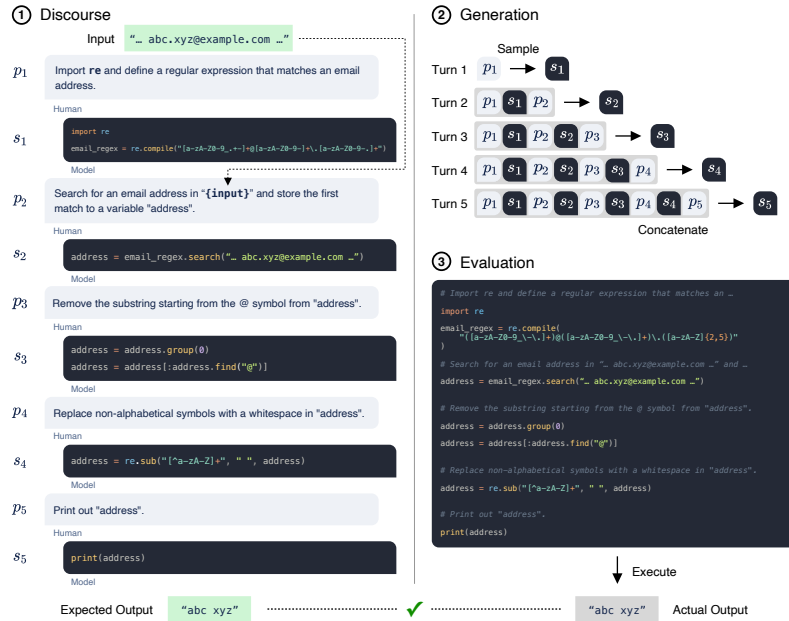 1 Discourse
Input "… abc.xyz@example.com …"
p1 Import re and define a regular expression that matches an email
address.
Human
s1 import re
email_regex = re.compile("[a-zA-Z0-9_.+-]+@[a-zA-Z0-9-]+\.[a-zA-Z0-9-.]+")
Model
p2 Search for an email address in "{input}" and store the first
match to a variable "address".
Human
s2 address = email_regex.search("… abc.xyz@example.com …")
Model
p3 Remove the substring starting from the @ symbol from "address".
Human
s3 address = address.group(0)
address = address[:address.find("@")]
Model
p4 Replace non-alphabetical symbols with a whitespace in "address".
Human
s4 address = re.sub("[^a-zA-Z]+", " ", address)
Model
p5 Print out "address".
Human
s5 print(address)
Model
2 Generation
Sample
Turn 1 p1 s1
Turn 2 p1 s1 p2 s2
Turn 3 p1 s1 p2 s2 p3 s3
Turn 4 p1 s1 p2 s2 p3 s3 p4 s4
Turn 5 p1 s1 p2 s2 p3 s3 p4 s4 p5 s5
Concatenate
3 Evaluation
# Import re and define a regular expression that matches an …
import re
email_regex = re.compile(
"([a-zA-Z0-9_\-\.]+)@([a-zA-Z0-9_\-\.]+)\.([a-zA-Z]{2,5})"
)
# Search for an email address in "… abc.xyz@example.com …" and …
address = email_regex.search("… abc.xyz@example.com …")
# Remove the substring starting from the @ symbol from "address".
address = address.group(0)
address = address[:address.find("@")]
# Replace non-alphabetical symbols with a whitespace in "address".
address = re.sub("[^a-zA-Z]+", " ", address)
# Print out "address".
print(address)
Execute
Expected Output "abc xyz" ✓ "abc xyz" Actual Output